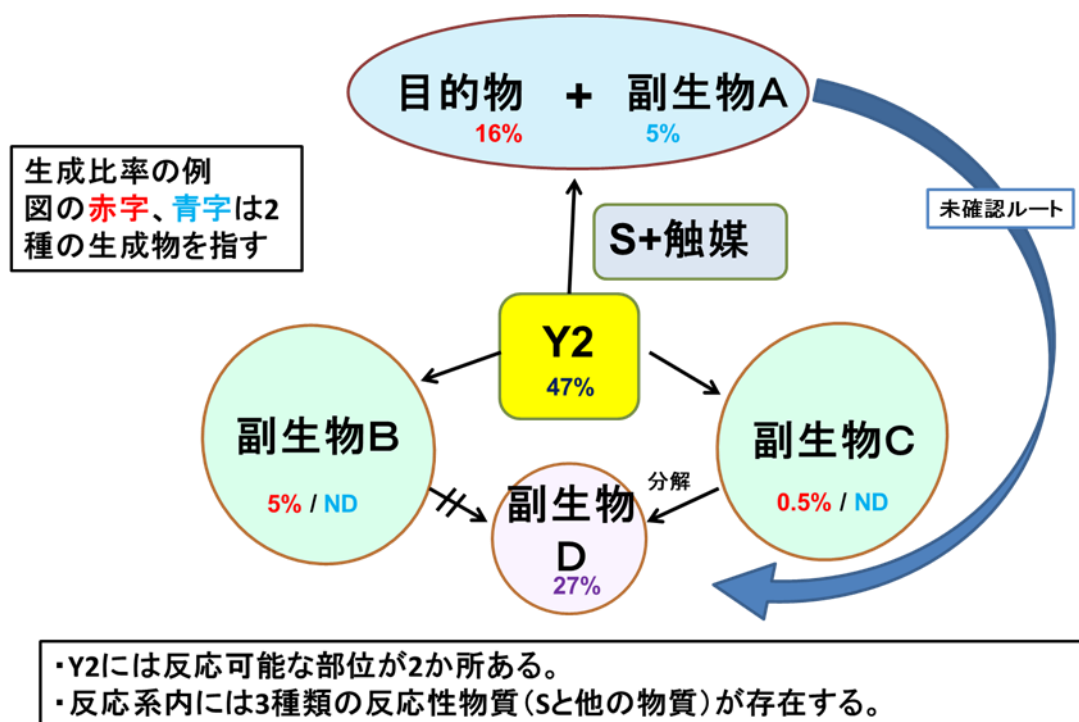 目的物 + 副生物A
16% 5%
生成比率の例
図の赤字、青字は2
種の生成物を指す
未確認ルート
S+触媒
Y2
47%
副生物B
5% / ND
副生物C
0.5% / ND
分解
副生物
D
27%
・Y2には反応可能な部位が2か所ある。
・反応系内には3種類の反応性物質(Sと他の物質)が存在する。